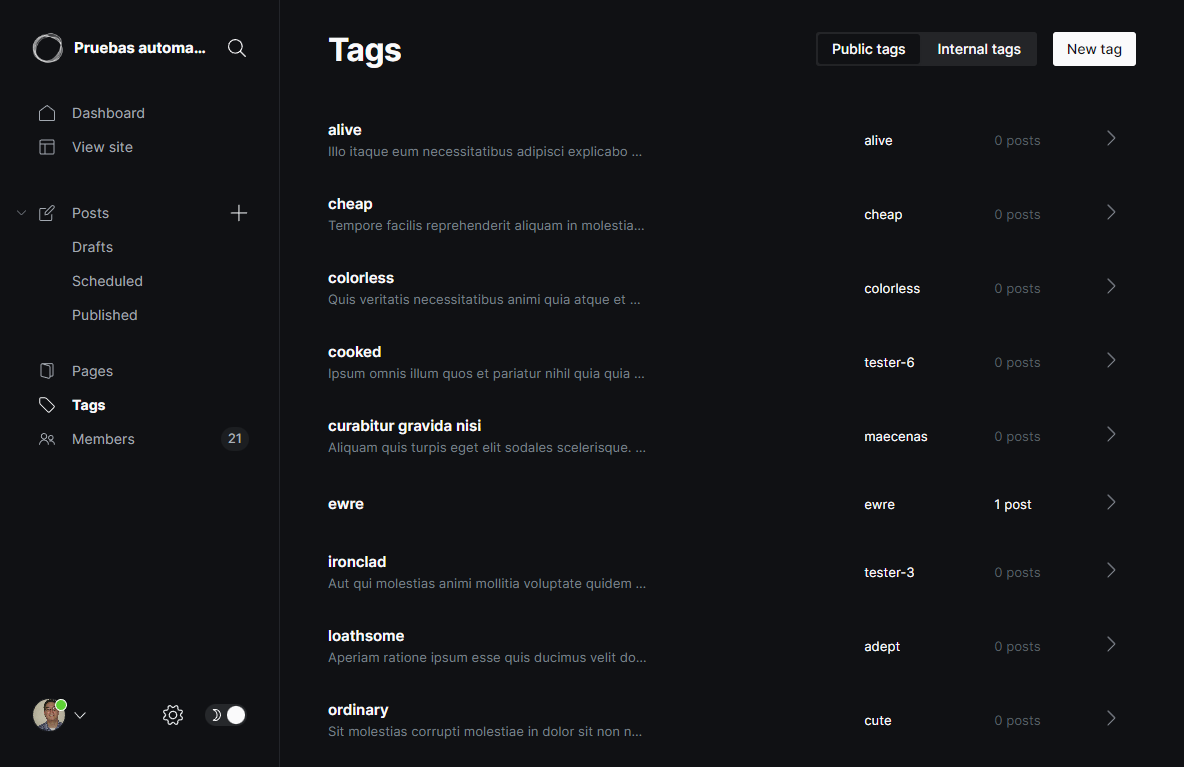 Pruebas automa...
Dashboard
View site
Posts
Drafts
Scheduled
Published
Pages
Tags
Members 21
Tags
Public tags Internal tags New tag
alive
Illo itaque eum necessitatibus adipisci explicabo ...
alive 0 posts
cheap
Tempore facilis reprehenderit aliquam in molestia...
cheap 0 posts
colorless
Quis veritatis necessitatibus animi quia atque et ...
colorless 0 posts
cooked
Ipsum omnis illum quos et pariatur nihil quia quia ...
tester-6 0 posts
curabitur gravida nisi
Aliquam quis turpis eget elit sodales scelerisque. ...
maecenas 0 posts
ewre
ewre 1 post
ironclad
Aut qui molestias animi mollitia voluptate quidem ...
tester-3 0 posts
loathsome
Aperiam ratione ipsum esse quis ducimus velit do...
adept 0 posts
ordinary
Sit molestias corrupti molestiae in dolor sit non n...
cute 0 posts